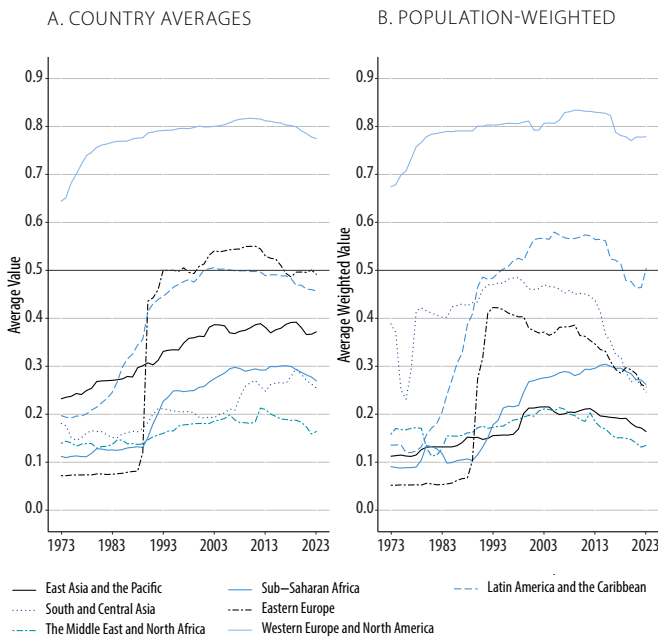 A. COUNTRY AVERAGES
B. POPULATION-WEIGHTED
Average Value
0.9
0.8
0.7
0.6
0.5
0.4
0.3
0.2
0.1
0.0
1973 1983 1993 2003 2013 2023
Average Weighted Value
0.9
0.8
0.7
0.6
0.5
0.4
0.3
0.2
0.1
0.0
1973 1983 1993 2003 2013 2023
East Asia and the Pacific
South and Central Asia
The Middle East and North Africa
Sub–Saharan Africa
Eastern Europe
Western Europe and North America
Latin America and the Caribbean